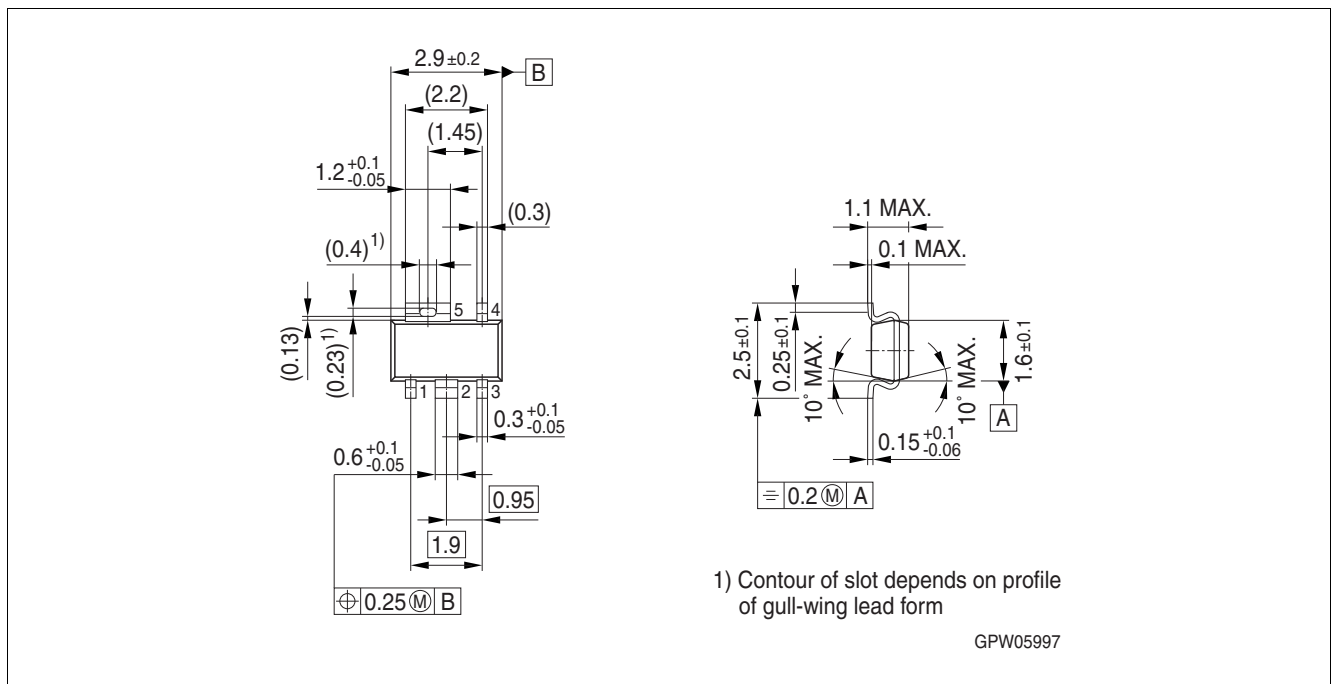 2.9 ±0.2
B
(2.2)
(1.45)
1.2 +0.1 -0.05
(0.3)
(0.4) 1)
5
4
(0.13)
(0.23) 1)
1
2
3
0.3 +0.1 -0.05
0.6 +0.1 -0.05
0.95
1.9
⌖ 0.25 Ⓜ B
1.1 MAX.
0.1 MAX.
2.5±0.1
0.25±0.1
10° MAX.
10° MAX.
1.6±0.1
A
0.15 +0.1 -0.06
⌯ 0.2 Ⓜ A
1) Contour of slot depends on profile
of gull-wing lead form
GPW05997